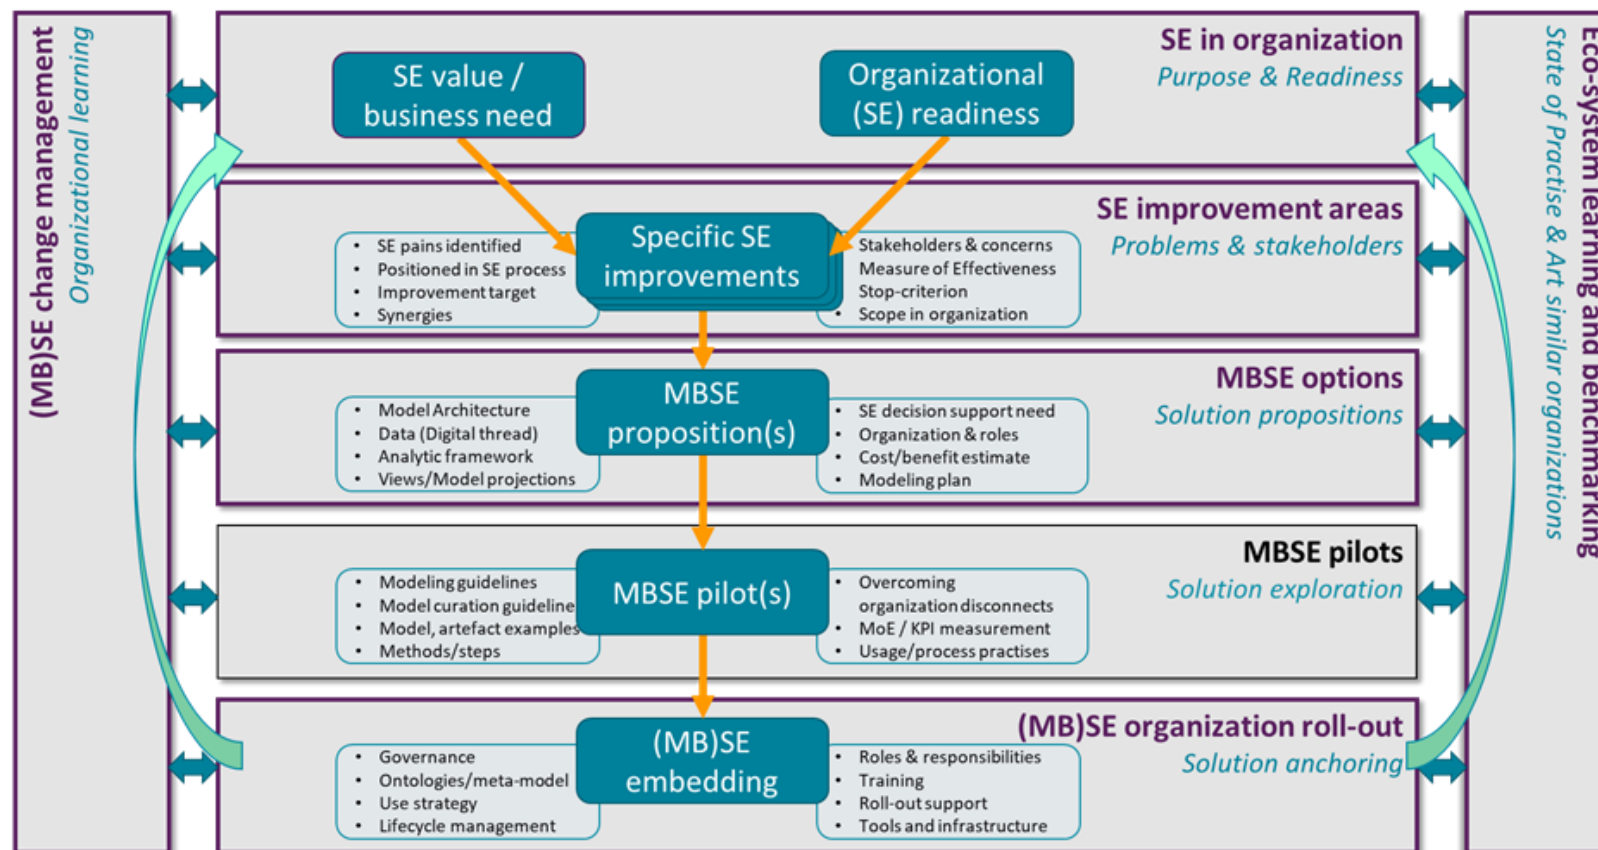 (MB)SE change management
Organizational learning
SE in organization
Purpose & Readiness
SE value /
business need
Organizational
(SE) readiness
SE improvement areas
Problems & stakeholders
Specific SE
improvements
• SE pains identified
• Positioned in SE process
• Improvement target
• Synergies
Stakeholders & concerns
Measure of Effectiveness
Stop-criterion
• Scope in organization
MBSE options
Solution propositions
MBSE
proposition(s)
• Model Architecture
• Data (Digital thread)
• Analytic framework
• Views/Model projections
• SE decision support need
• Organization & roles
• Cost/benefit estimate
• Modeling plan
MBSE pilots
Solution exploration
MBSE pilot(s)
• Modeling guidelines
• Model curation guideline
• Model, artefact examples
• Methods/steps
• Overcoming
organization disconnects
• MoE / KPI measurement
• Usage/process practises
(MB)SE organization roll-out
Solution anchoring
(MB)SE
embedding
• Governance
• Ontologies/meta-model
• Use strategy
• Lifecycle management
• Roles & responsibilities
• Training
• Roll-out support
• Tools and infrastructure
Eco-system learning and benchmarking
State of Practise & Art similar organizations